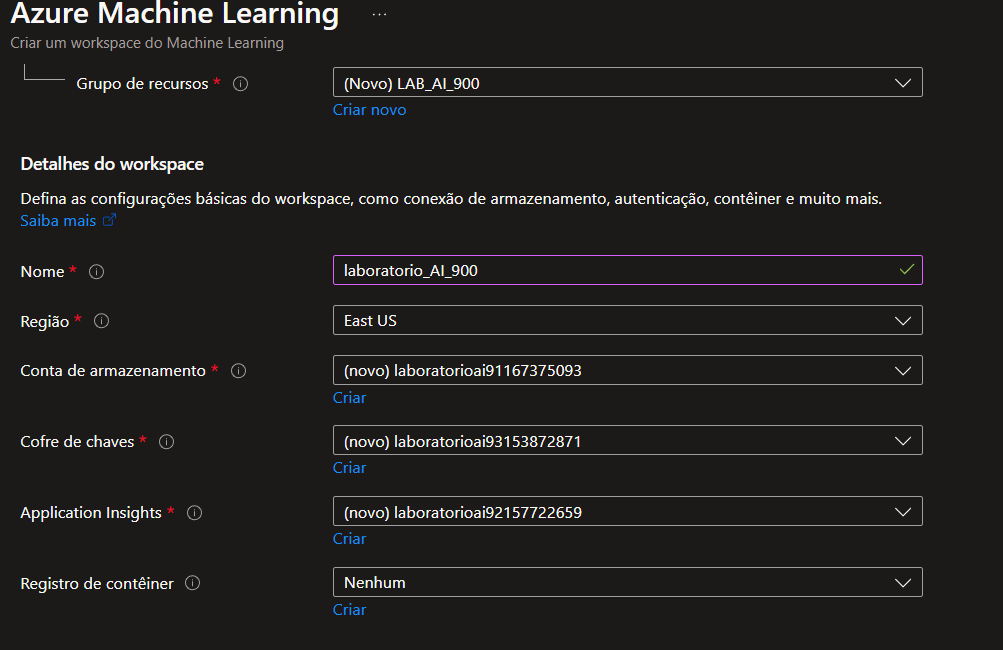 Azure Machine Learning ...
Criar um workspace do Machine Learning
Grupo de recursos * (Novo) LAB_AI_900
Criar novo
Detalhes do workspace
Defina as configurações básicas do workspace, como conexão de armazenamento, autenticação, contêiner e muito mais.
Saiba mais
Nome * laboratorio_AI_900
Região * East US
Conta de armazenamento * (novo) laboratorioai91167375093
Criar
Cofre de chaves * (novo) laboratorioai93153872871
Criar
Application Insights * (novo) laboratorioai92157722659
Criar
Registro de contêiner Nenhum
Criar